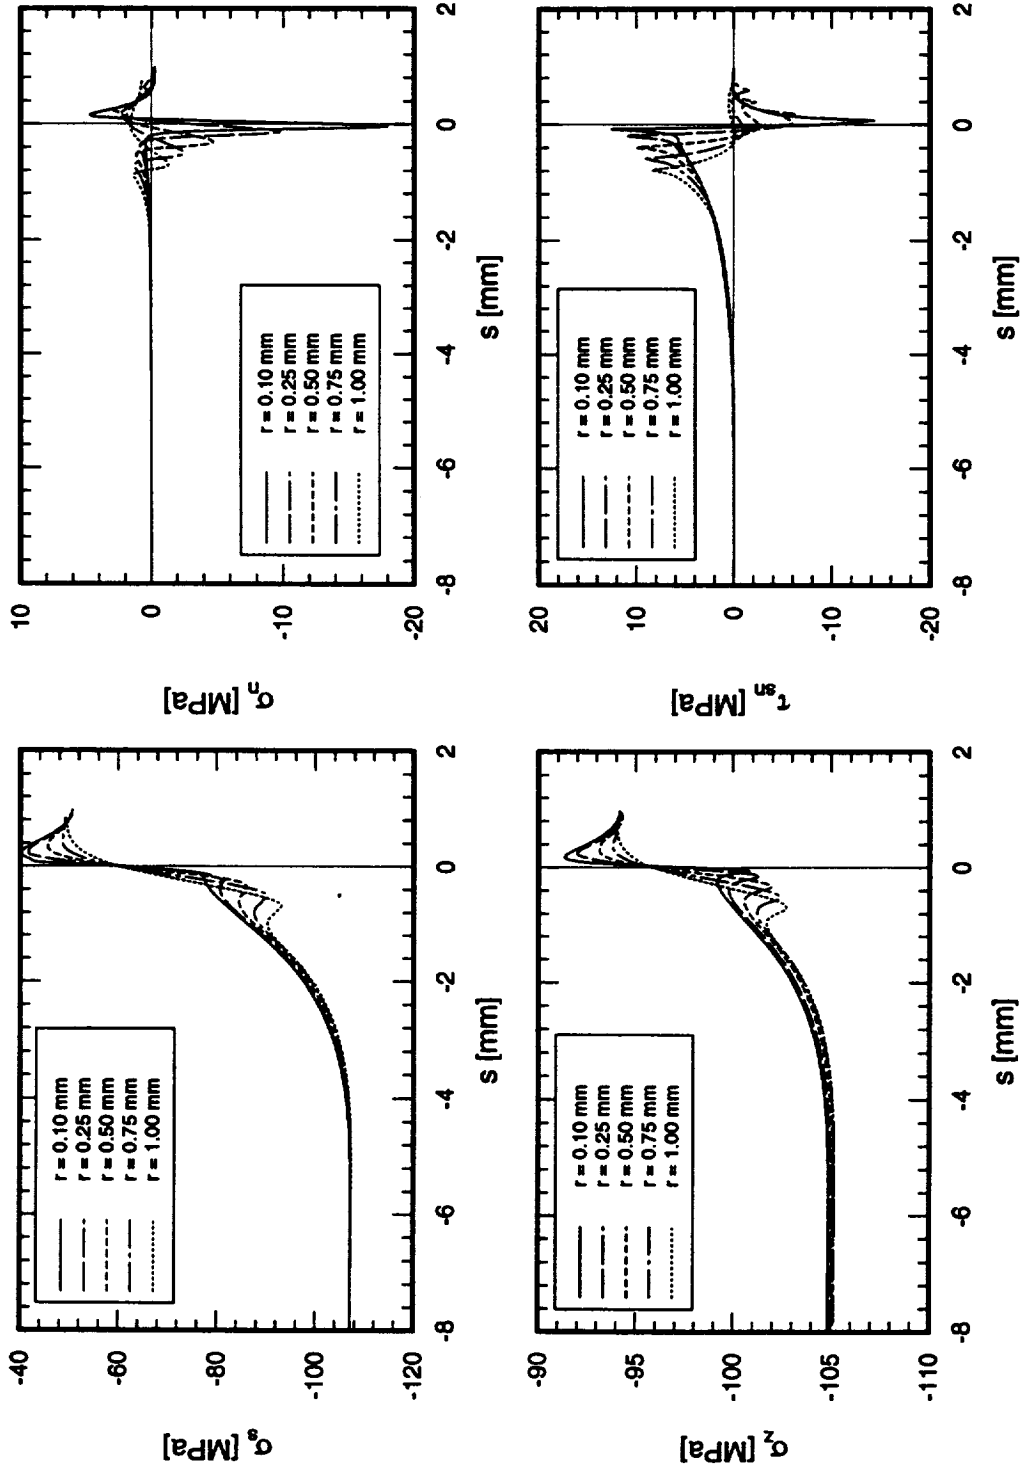 σs [MPa]
-40
-60
-80
-100
-120
r = 0.10 mm
r = 0.25 mm
r = 0.50 mm
r = 0.75 mm
r = 1.00 mm
-8
-6
-4
-2
0
2
s [mm]
σn [MPa]
10
0
-10
-20
r = 0.10 mm
r = 0.25 mm
r = 0.50 mm
r = 0.75 mm
r = 1.00 mm
-8
-6
-4
-2
0
2
s [mm]
σz [MPa]
-90
-95
-100
-105
-110
r = 0.10 mm
r = 0.25 mm
r = 0.50 mm
r = 0.75 mm
r = 1.00 mm
-8
-6
-4
-2
0
2
s [mm]
τsn [MPa]
20
10
0
-10
-20
r = 0.10 mm
r = 0.25 mm
r = 0.50 mm
r = 0.75 mm
r = 1.00 mm
-8
-6
-4
-2
0
2
s [mm]